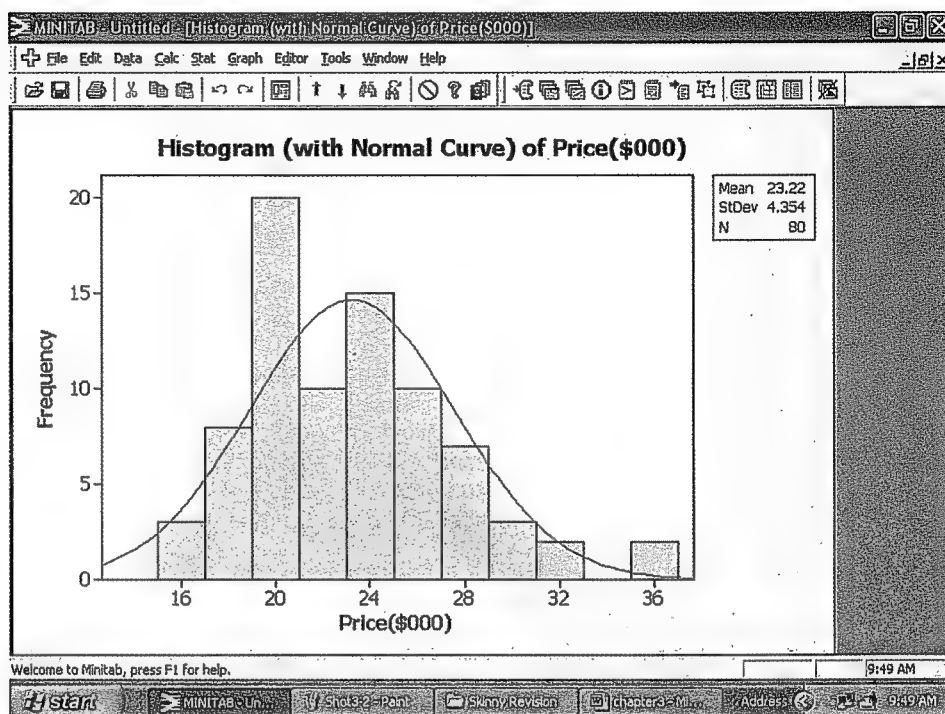 MINITAB - Untitled - [Histogram (with Normal Curve) of Price($000)]
File Edit Data Calc Stat Graph Editor Tools Window Help
Histogram (with Normal Curve) of Price($000)
Mean 23.22
StDev 4.354
N 80
20
15
10
5
0
Frequency
16 20 24 28 32 36
Price($000)
Welcome to Minitab, press F1 for help.
9:49 AM
start MINITAB - Un... Shot3-2 - Paint Skinny Revision chapter3 - Mi... Address 9:49 AM